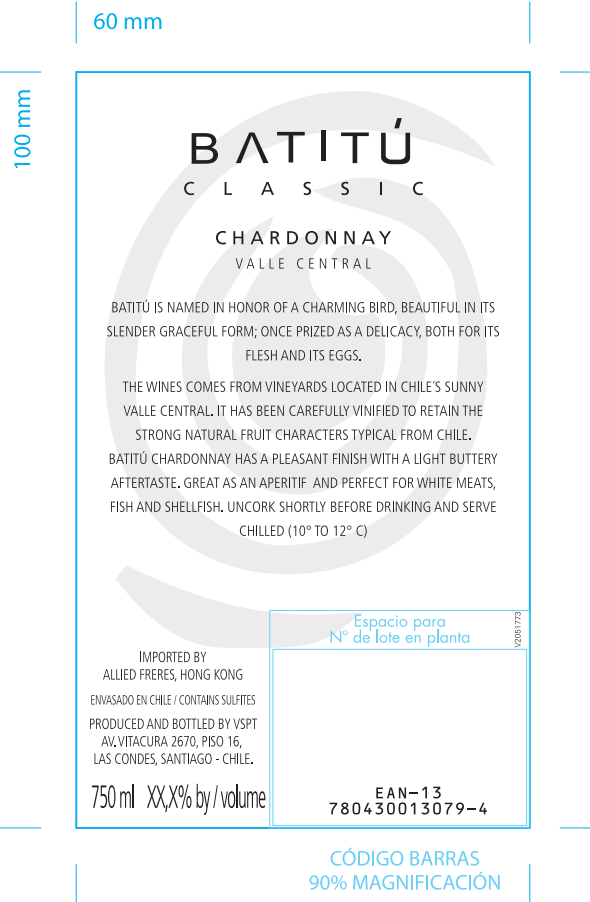 60 mm
100 mm
BATITÚ
CLASSIC
CHARDONNAY
VALLE CENTRAL
BATITÚ IS NAMED IN HONOR OF A CHARMING BIRD, BEAUTIFUL IN ITS
SLENDER GRACEFUL FORM; ONCE PRIZED AS A DELICACY, BOTH FOR ITS
FLESH AND ITS EGGS.
THE WINES COMES FROM VINEYARDS LOCATED IN CHILE´S SUNNY
VALLE CENTRAL. IT HAS BEEN CAREFULLY VINIFIED TO RETAIN THE
STRONG NATURAL FRUIT CHARACTERS TYPICAL FROM CHILE.
BATITÚ CHARDONNAY HAS A PLEASANT FINISH WITH A LIGHT BUTTERY
AFTERTASTE. GREAT AS AN APERITIF AND PERFECT FOR WHITE MEATS,
FISH AND SHELLFISH. UNCORK SHORTLY BEFORE DRINKING AND SERVE
CHILLED (10° TO 12° C)
Espacio para
N° de lote en planta
V2051773
IMPORTED BY
ALLIED FRERES, HONG KONG
ENVASADO EN CHILE / CONTAINS SULFITES
PRODUCED AND BOTTLED BY VSPT
AV. VITACURA 2670, PISO 16,
LAS CONDES, SANTIAGO - CHILE.
750 ml XX,X% by / volume
EAN-13
780430013079-4
CÓDIGO BARRAS
90% MAGNIFICACIÓN